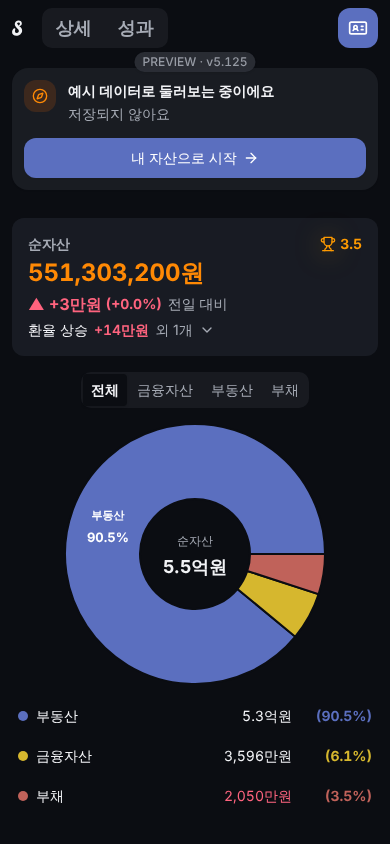 S
상세
성과
PREVIEW · v5.125
예시 데이터로 둘러보는 중이에요
저장되지 않아요
내 자산으로 시작 →
순자산
3.5
551,303,200원
▲ +3만원 (+0.0%) 전일 대비
환율 상승 +14만원 외 1개
전체
금융자산
부동산
부채
부동산
90.5%
순자산
5.5억원
부동산 5.3억원 (90.5%)
금융자산 3,596만원 (6.1%)
부채 2,050만원 (3.5%)